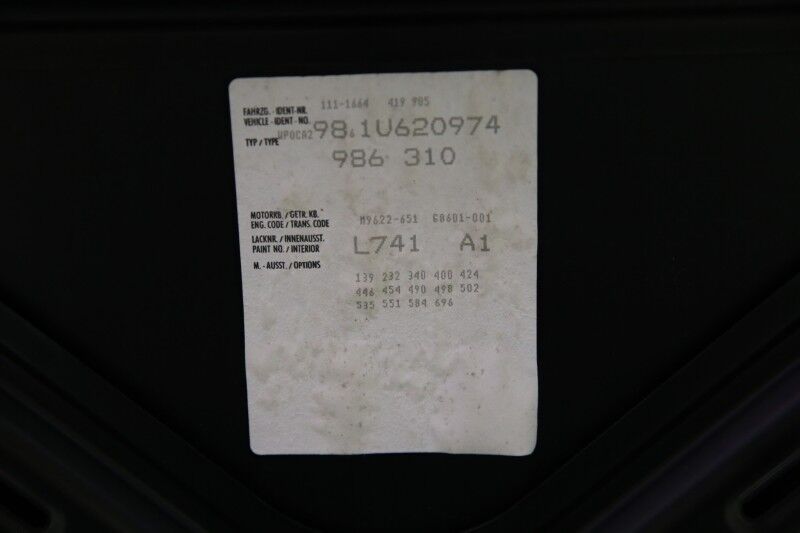 111-1664 419 985
FAHRZG. - IDENT-NR.
VEHICLE - IDENT - NO.
WP0CA298.61U620974
TYP / TYPE
986 310
MOTORKB. / GETR. KB. M9622-651 G8601-001
ENG. CODE / TRANS. CODE
LACKNR. / INNENAUSST. L741 A1
PAINT NO. / INTERIOR
M. - AUSST. / OPTIONS
139 232 340 400 424
446 454 490 498 502
535 551 584 696
...